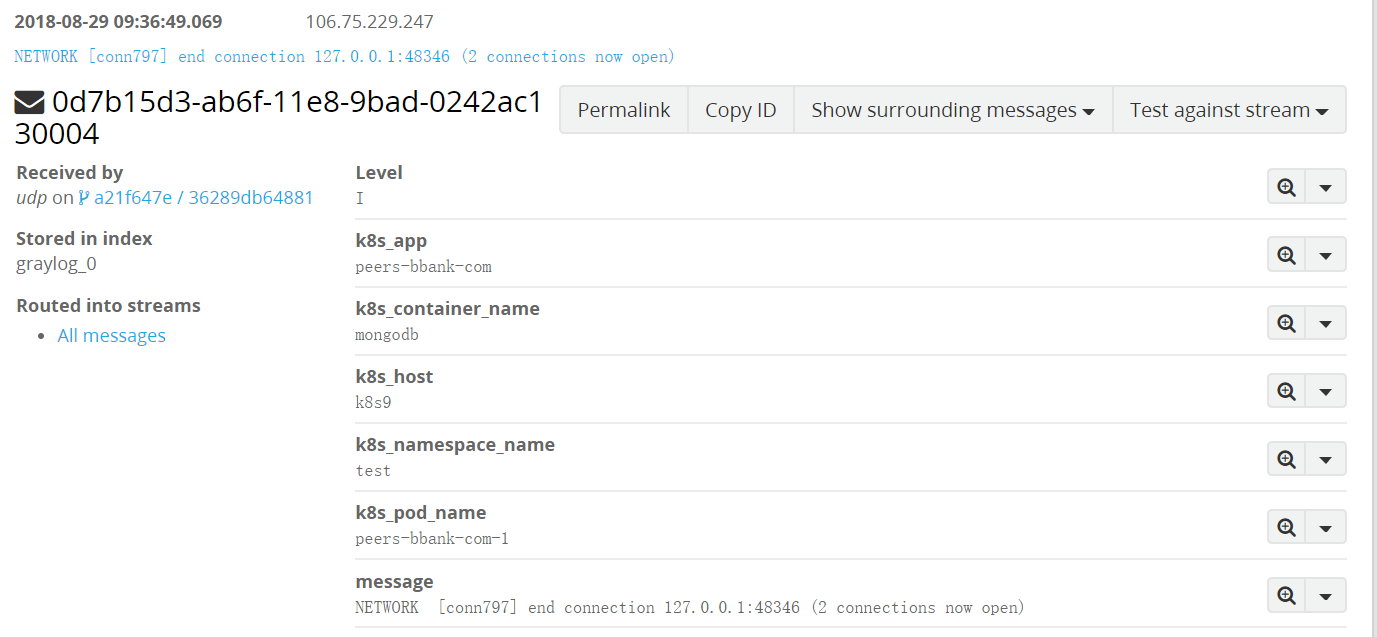 2018-08-29 09:36:49.069 106.75.229.247
NETWORK [conn797] end connection 127.0.0.1:48346 (2 connections now open)
0d7b15d3-ab6f-11e8-9bad-0242ac1
30004
Permalink Copy ID Show surrounding messages Test against stream
Received by
udp on a21f647e / 36289db64881
Stored in index
graylog_0
Routed into streams
• All messages
Level
I
k8s_app
peers-bbank-com
k8s_container_name
mongodb
k8s_host
k8s9
k8s_namespace_name
test
k8s_pod_name
peers-bbank-com-1
message
NETWORK  [conn797] end connection 127.0.0.1:48346 (2 connections now open)